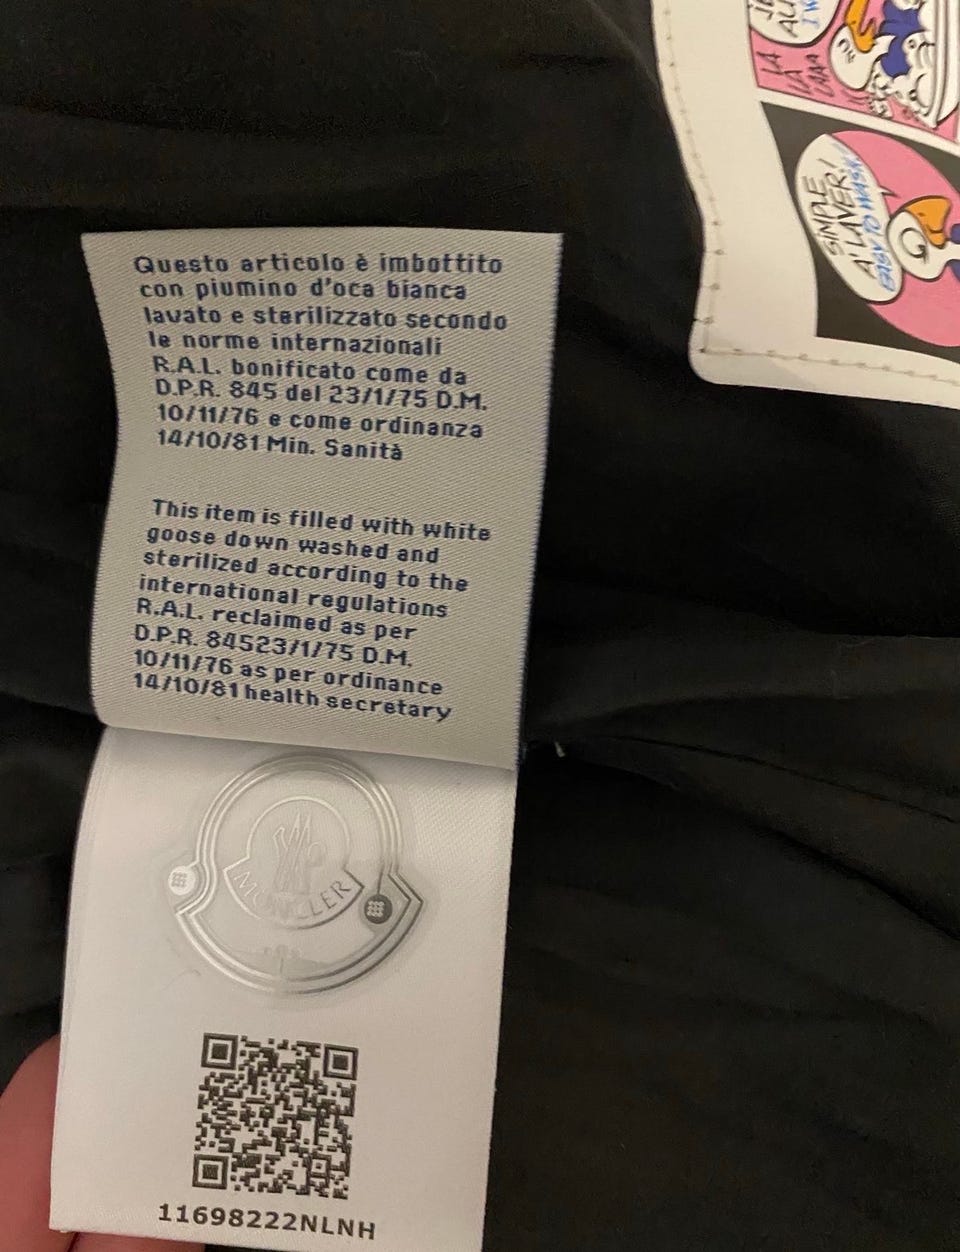 Questo articolo è imbottito
con piumino d'oca bianca
lavato e sterilizzato secondo
le norme internazionali
R.A.L. bonificato come da
D.P.R. 845 del 23/1/75 D.M.
10/11/76 e come ordinanza
14/10/81 Min. Sanità
This item is filled with white
goose down washed and
sterilized according to the
international regulations
R.A.L. reclaimed as per
D.P.R. 84523/1/75 D.M.
10/11/76 as per ordinance
14/10/81 health secretary
MONCLER
11698222NLNH
LA
LA
LAAA
SIMPLE
A' LAVER!
EASY TO WASH!